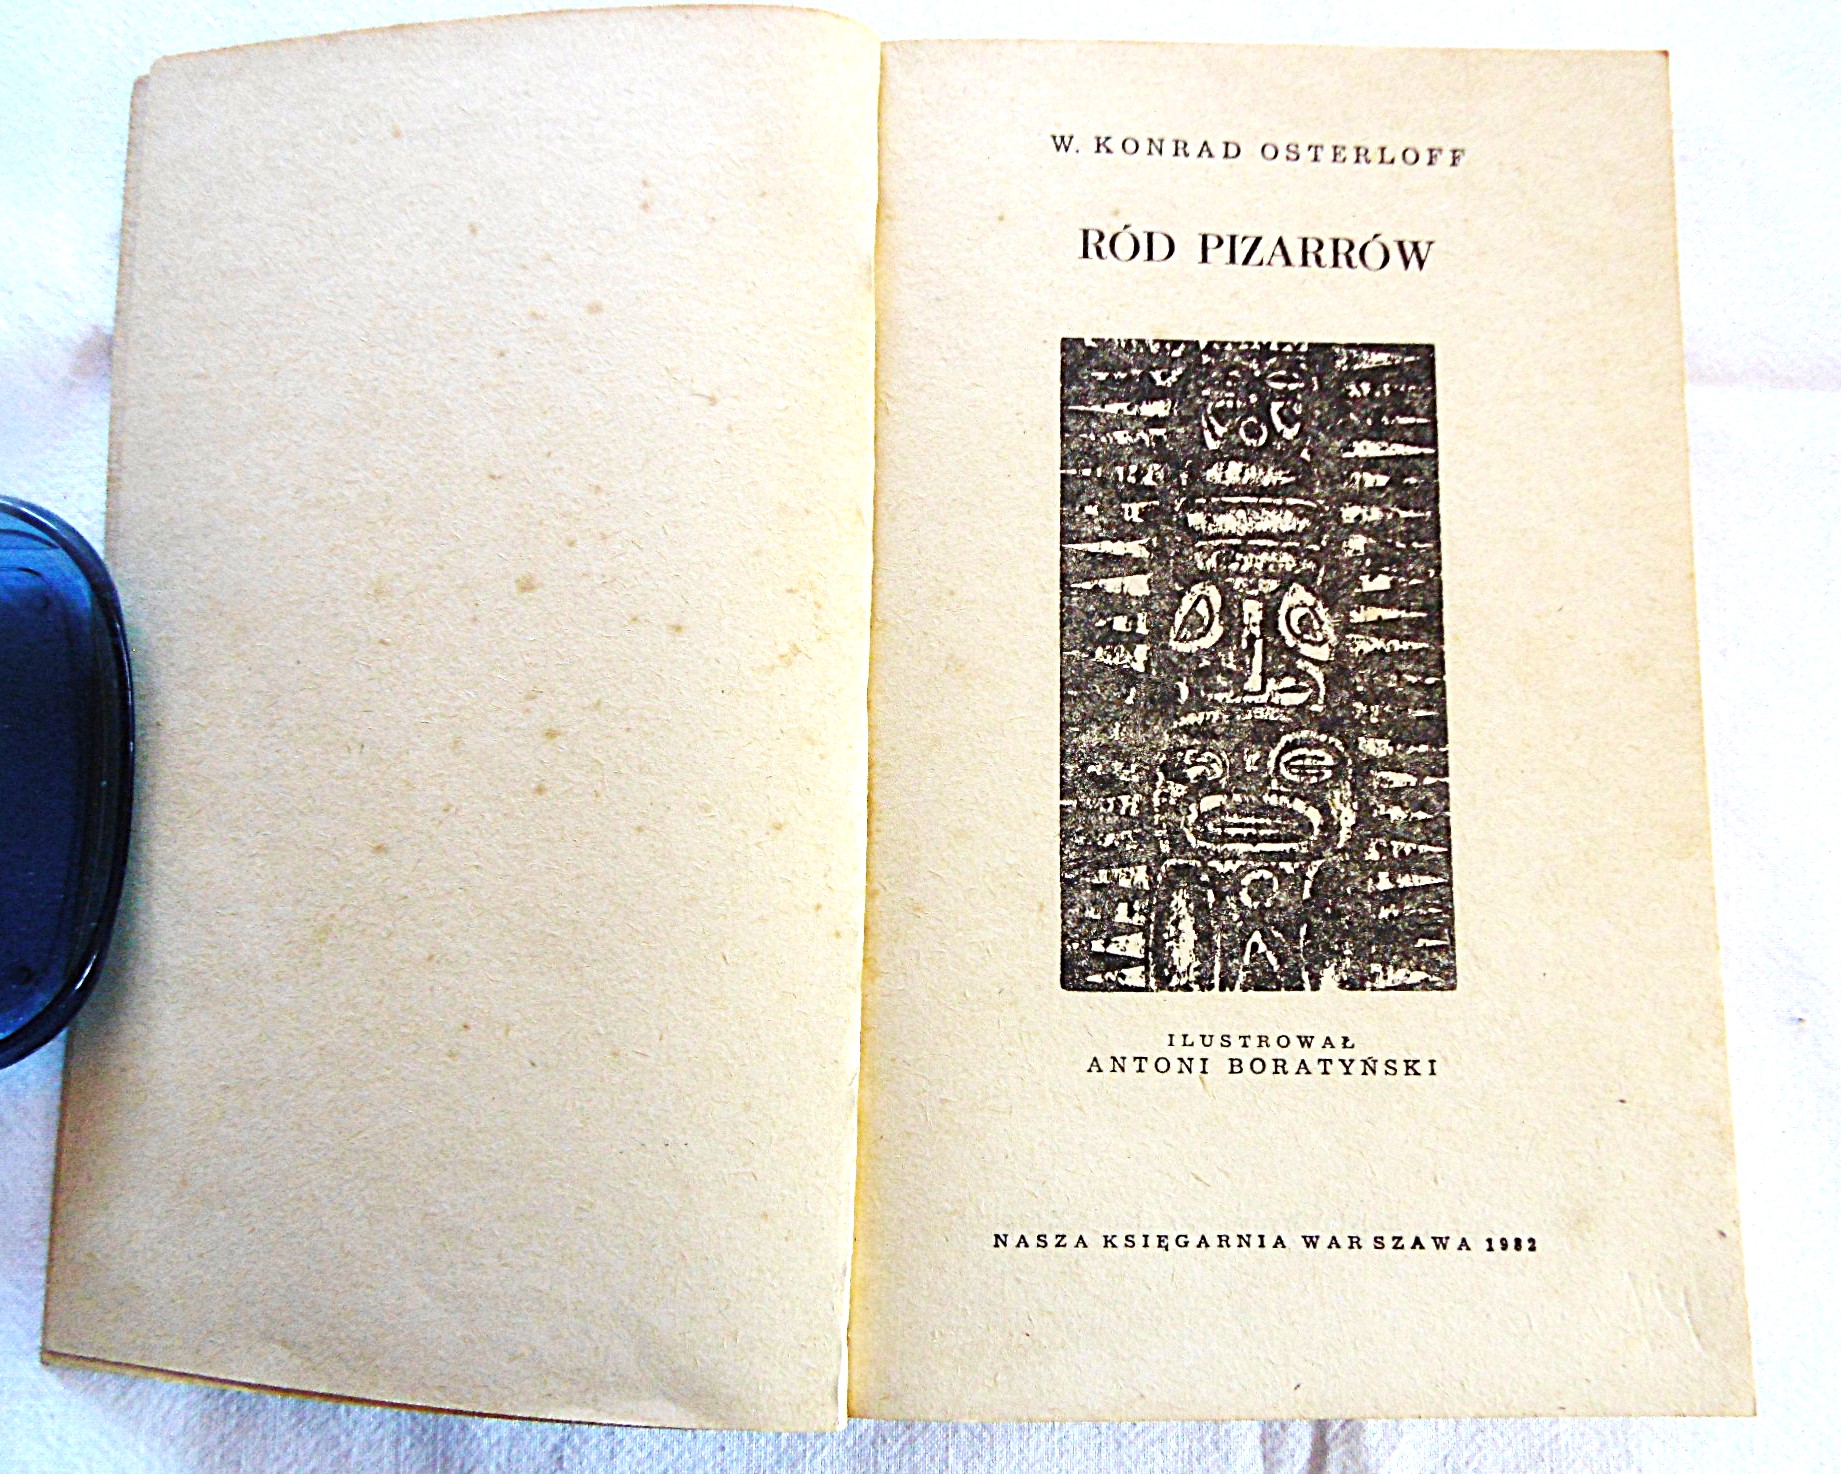 W. KONRAD OSTERLOFF
RÓD PIZARRÓW
ILUSTROWAŁ
ANTONI BORATYŃSKI
NASZA KSIĘGARNIA WARSZAWA 1982